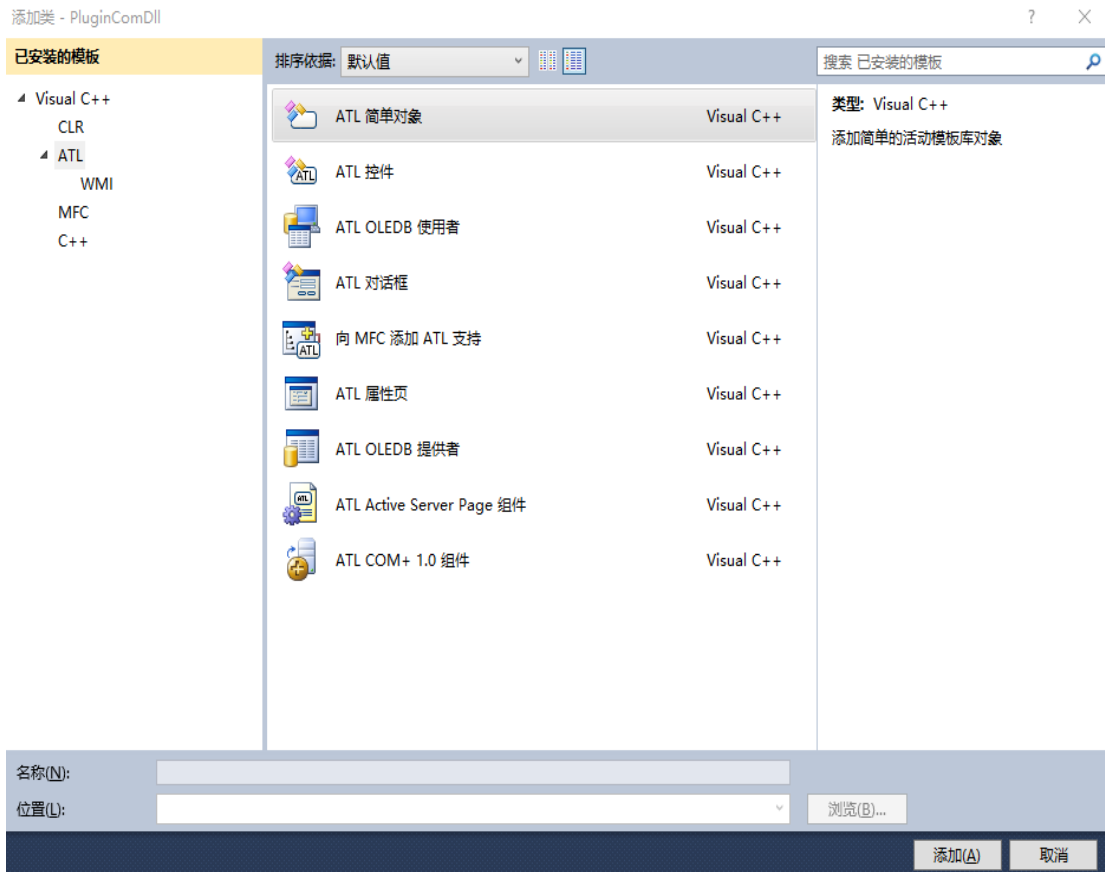 添加类 - PluginComDll
?
已安装的模板
排序依据: 默认值
搜索 已安装的模板
Visual C++
CLR
ATL
WMI
MFC
C++
ATL 简单对象 Visual C++
ATL 控件 Visual C++
ATL OLEDB 使用者 Visual C++
ATL 对话框 Visual C++
向 MFC 添加 ATL 支持 Visual C++
ATL 属性页 Visual C++
ATL OLEDB 提供者 Visual C++
ATL Active Server Page 组件 Visual C++
ATL COM+ 1.0 组件 Visual C++
类型: Visual C++
添加简单的活动模板库对象
名称(N):
位置(L):
浏览(B)...
添加(A)
取消